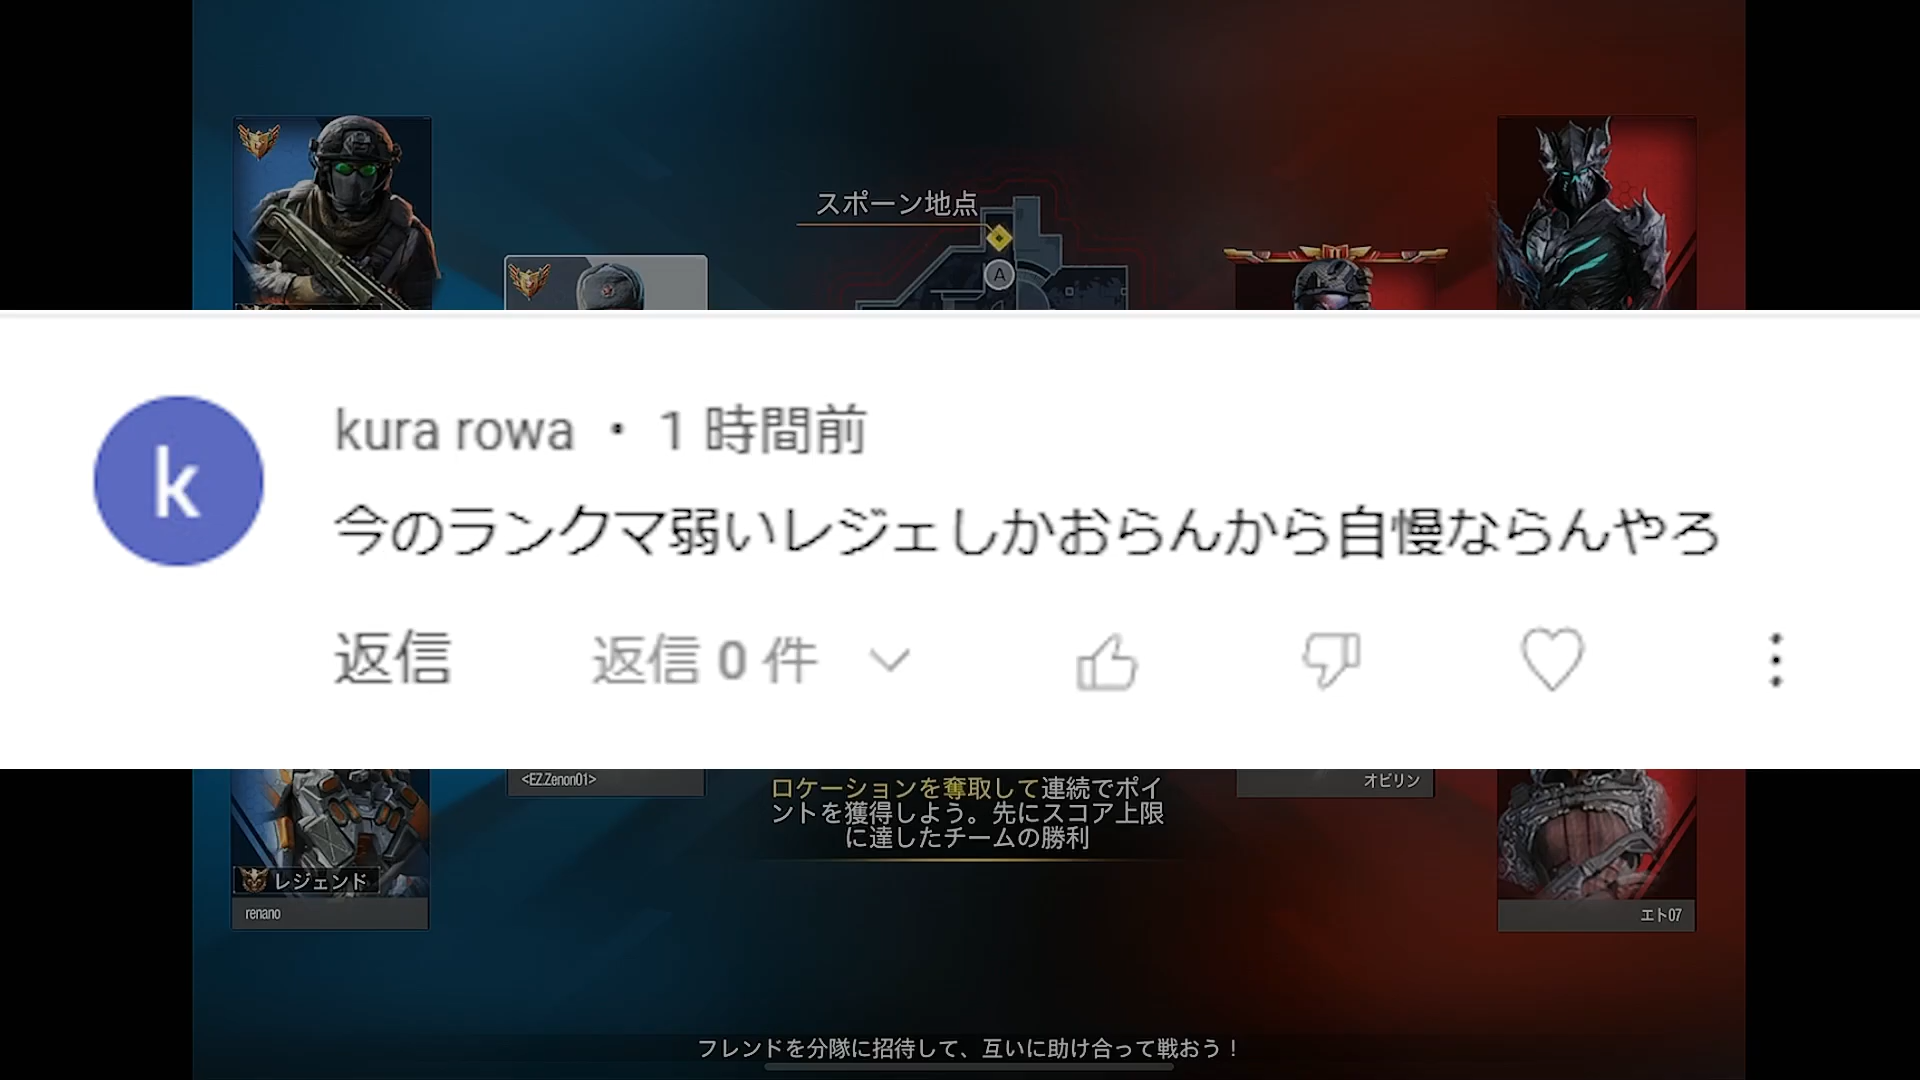 スポーン地点
A
k
kura rowa ・ 1 時間前
今のランクマ弱いレジェしかおらんから自慢ならんやろ
返信
返信 0 件
<EZ.Zenon01>
オビリン
ロケーションを奪取して連続でポイ
ントを獲得しよう。先にスコア上限
に達したチームの勝利
レジェンド
renano
エト07
フレンドを分隊に招待して、互いに助け合って戦おう！